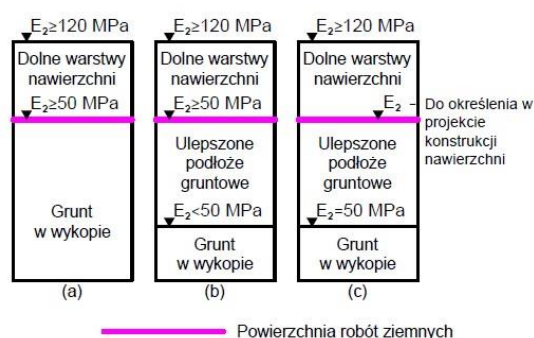 E₂≥120 MPa
Dolne warstwy
nawierzchni
E₂≥50 MPa
Grunt
w wykopie
(a)
E₂≥120 MPa
Dolne warstwy
nawierzchni
E₂≥50 MPa
Ulepszone
podłoże
gruntowe
E₂<50 MPa
Grunt
w wykopie
(b)
E₂≥120 MPa
Dolne warstwy
nawierzchni
E₂ - Do określenia w
projekcie
konstrukcji
nawierzchni
Ulepszone
podłoże
gruntowe
E₂=50 MPa
Grunt
w wykopie
(c)
Powierzchnia robót ziemnych